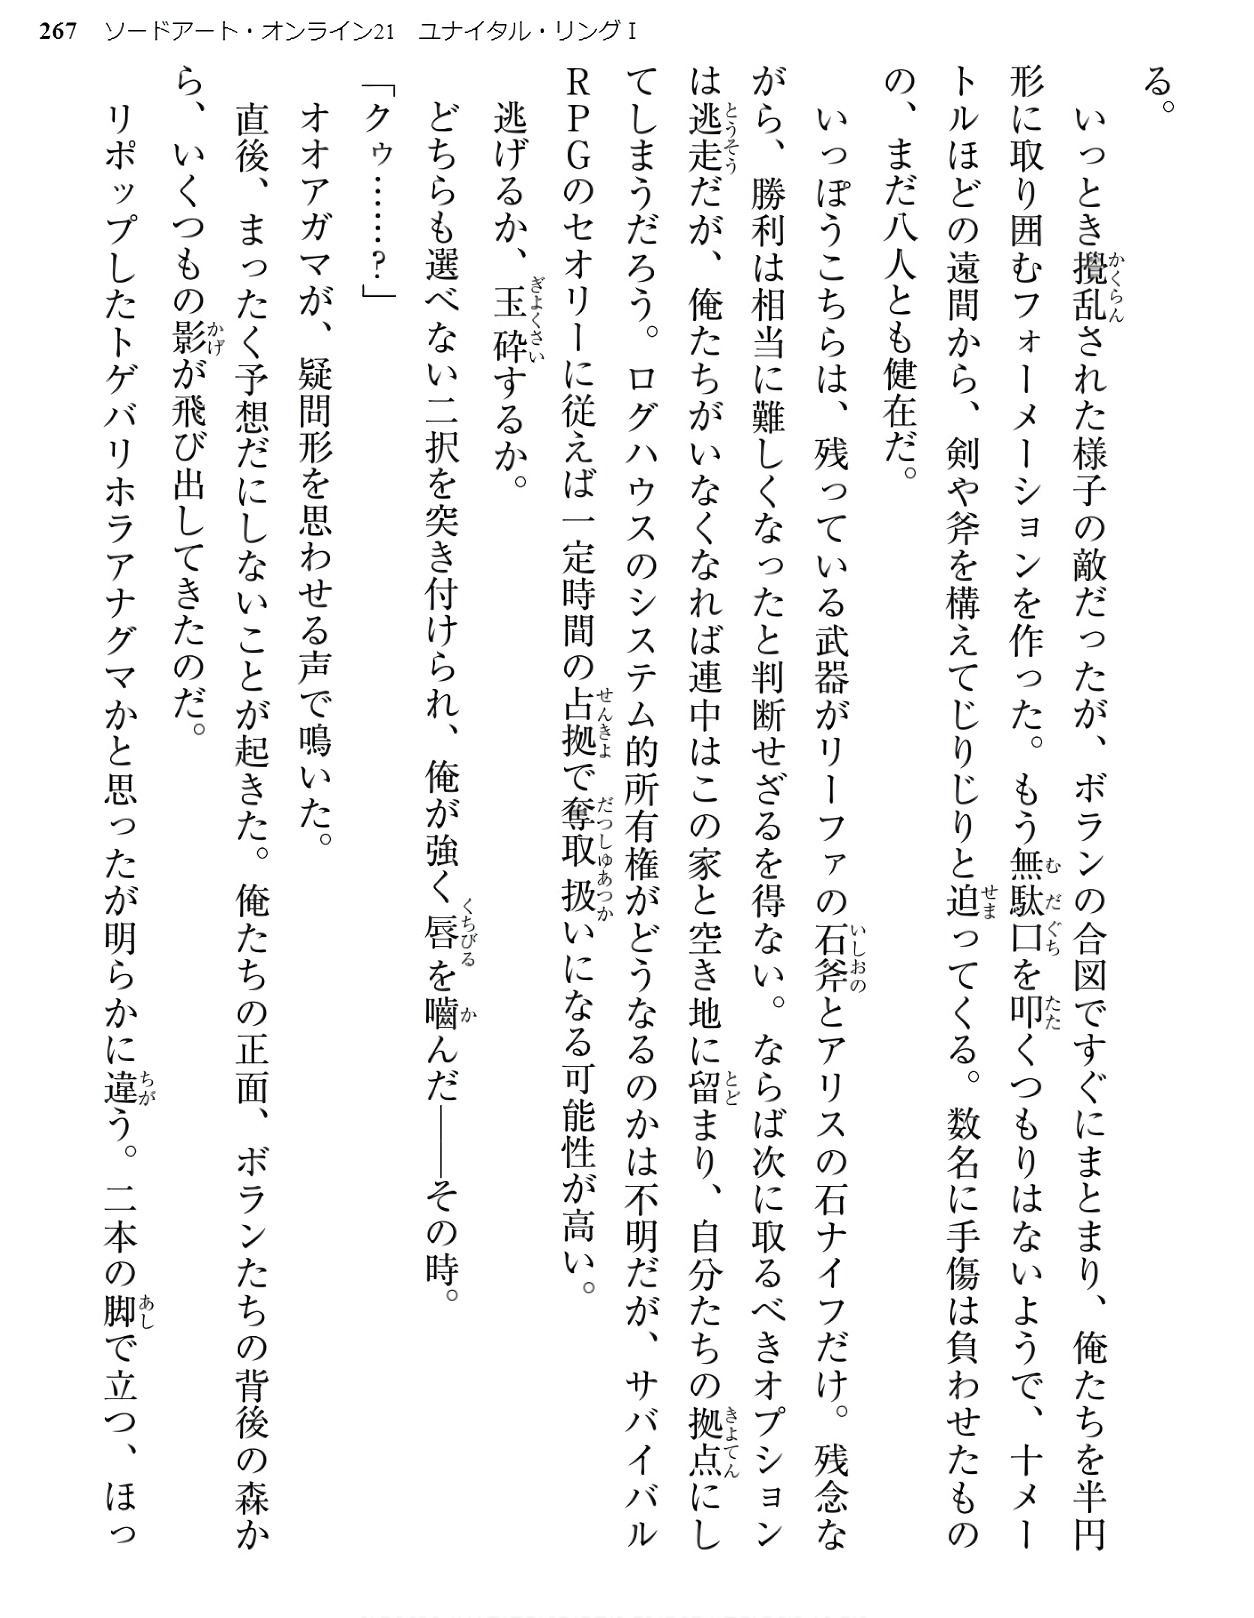 267 ソードアート・オンライン21 ユナイタル・リングⅠ
る。
　いっとき攪乱された様子の敵だったが、ボランの合図ですぐにまとまり、俺たちを半円
形に取り囲むフォーメーションを作った。もう無駄口を叩くつもりはないようで、十メー
トルほどの遠間から、剣や斧を構えてじりじりと迫ってくる。数名に手傷は負わせたもの
の、まだ八人とも健在だ。
　いっぽうこちらは、残っている武器がリーファの石斧とアリスの石ナイフだけ。残念な
がら、勝利は相当に難しくなったと判断せざるを得ない。ならば次に取るべきオプション
は逃走だが、俺たちがいなくなれば連中はこの家と空き地に留まり、自分たちの拠点にし
てしまうだろう。ログハウスのシステム的所有権がどうなるのかは不明だが、サバイバル
RPGのセオリーに従えば一定時間の占拠で奪取扱いになる可能性が高い。
　逃げるか、玉砕するか。
　どちらも選べない二択を突き付けられ、俺が強く唇を嚙んだ――その時。
「クゥ……?」
　オオアガマが、疑問形を思わせる声で鳴いた。
　直後、まったく予想だにしないことが起きた。俺たちの正面、ボランたちの背後の森か
ら、いくつもの影が飛び出してきたのだ。
　リポップしたトゲバリホラアナグマかと思ったが明らかに違う。二本の脚で立つ、ほっ